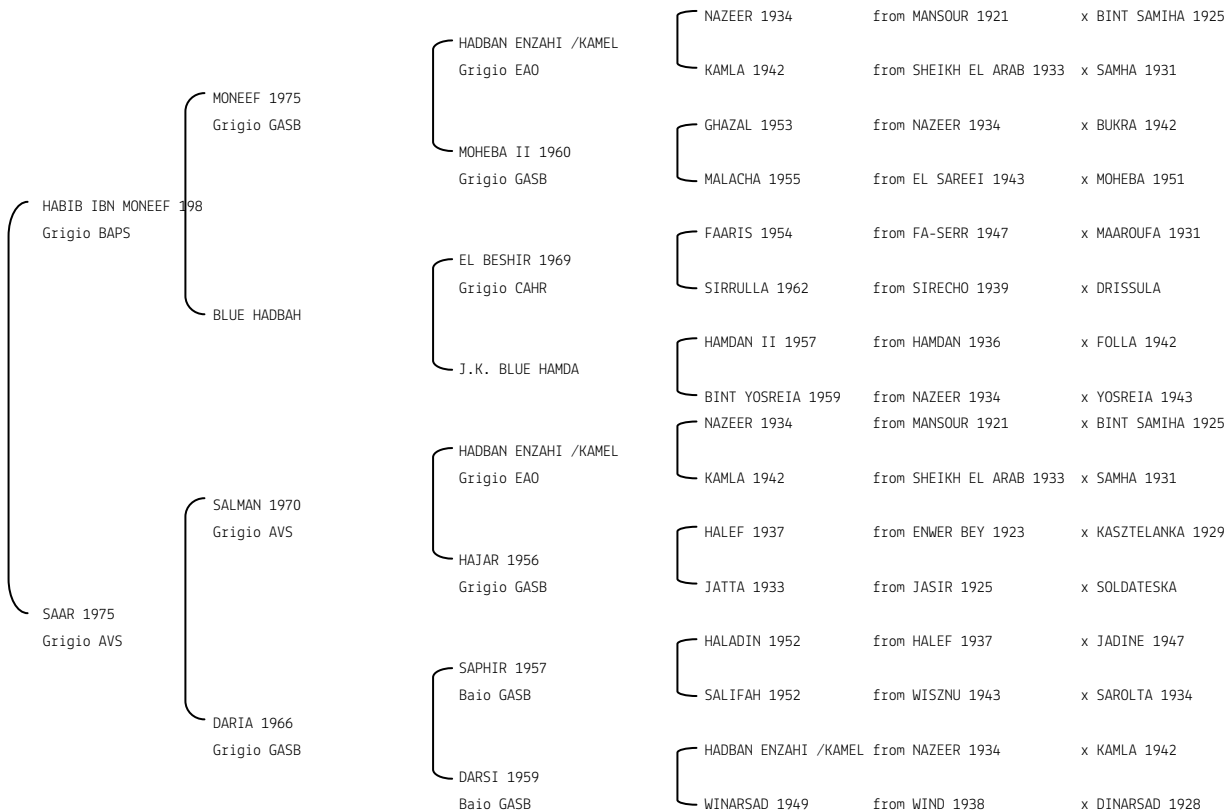 NAZEER 1934 from MANSOUR 1921 x BINT SAMIHA 1925
HADBAN ENZAHI /KAMEL
Grigio EAO
KAMLA 1942 from SHEIKH EL ARAB 1933 x SAMHA 1931
MONEEF 1975
Grigio GASB
GHAZAL 1953 from NAZEER 1934 x BUKRA 1942
MOHEBA II 1960
Grigio GASB
MALACHA 1955 from EL SAREEI 1943 x MOHEBA 1951
HABIB IBN MONEEF 198
Grigio BAPS
FAARIS 1954 from FA-SERR 1947 x MAAROUFA 1931
EL BESHIR 1969
Grigio CAHR
SIRRULLA 1962 from SIRECHO 1939 x DRISSULA
BLUE HADBAH
HAMDAN II 1957 from HAMDAN 1936 x FOLLA 1942
J.K. BLUE HAMDA
BINT YOSREIA 1959 from NAZEER 1934 x YOSREIA 1943
NAZEER 1934 from MANSOUR 1921 x BINT SAMIHA 1925
HADBAN ENZAHI /KAMEL
Grigio EAO
KAMLA 1942 from SHEIKH EL ARAB 1933 x SAMHA 1931
SALMAN 1970
Grigio AVS
HALEF 1937 from ENWER BEY 1923 x KASZTELANKA 1929
HAJAR 1956
Grigio GASB
JATTA 1933 from JASIR 1925 x SOLDATESKA
SAAR 1975
Grigio AVS
HALADIN 1952 from HALEF 1937 x JADINE 1947
SAPHIR 1957
Baio GASB
SALIFAH 1952 from WISZNU 1943 x SAROLTA 1934
DARIA 1966
Grigio GASB
HADBAN ENZAHI /KAMEL from NAZEER 1934 x KAMLA 1942
DARSI 1959
Baio GASB
WINARSAD 1949 from WIND 1938 x DINARSAD 1928